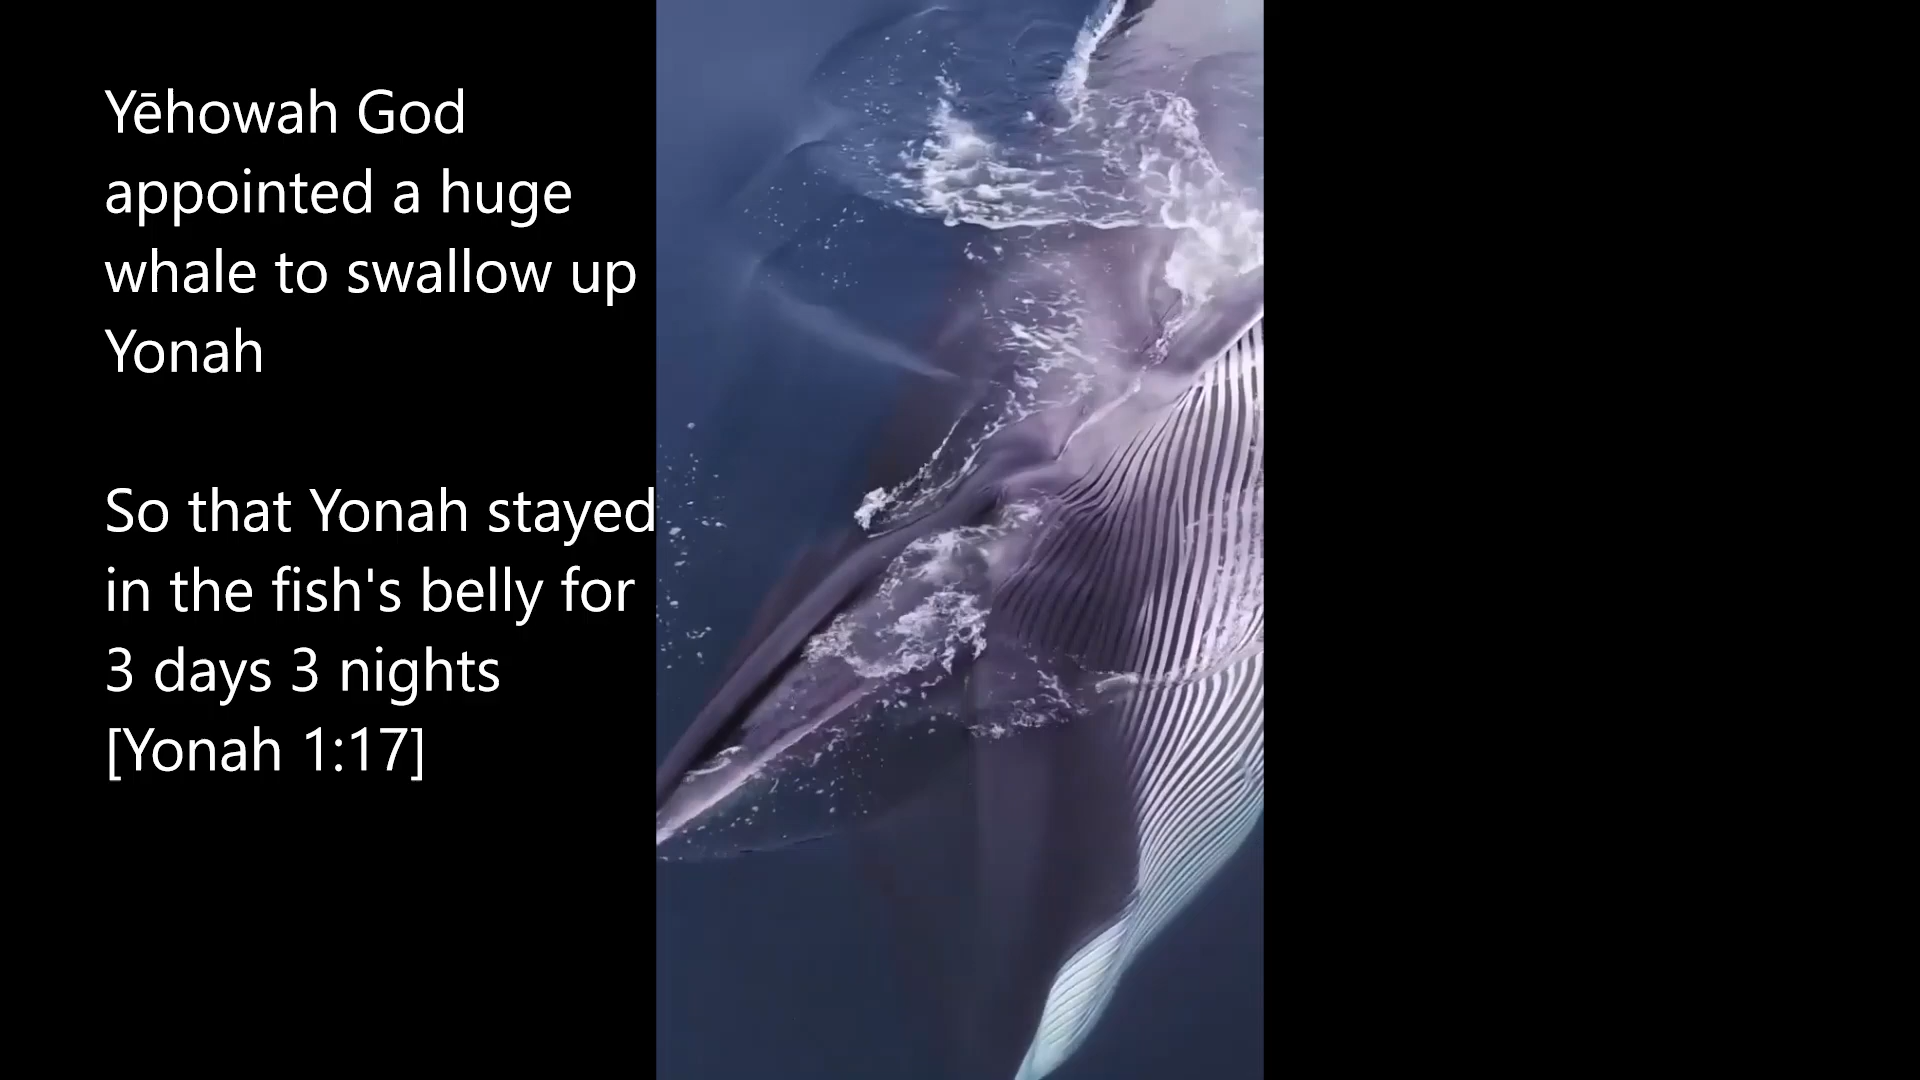 Yēhowah God
appointed a huge
whale to swallow up
Yonah
So that Yonah stayed
in the fish's belly for
3 days 3 nights
[Yonah 1:17]